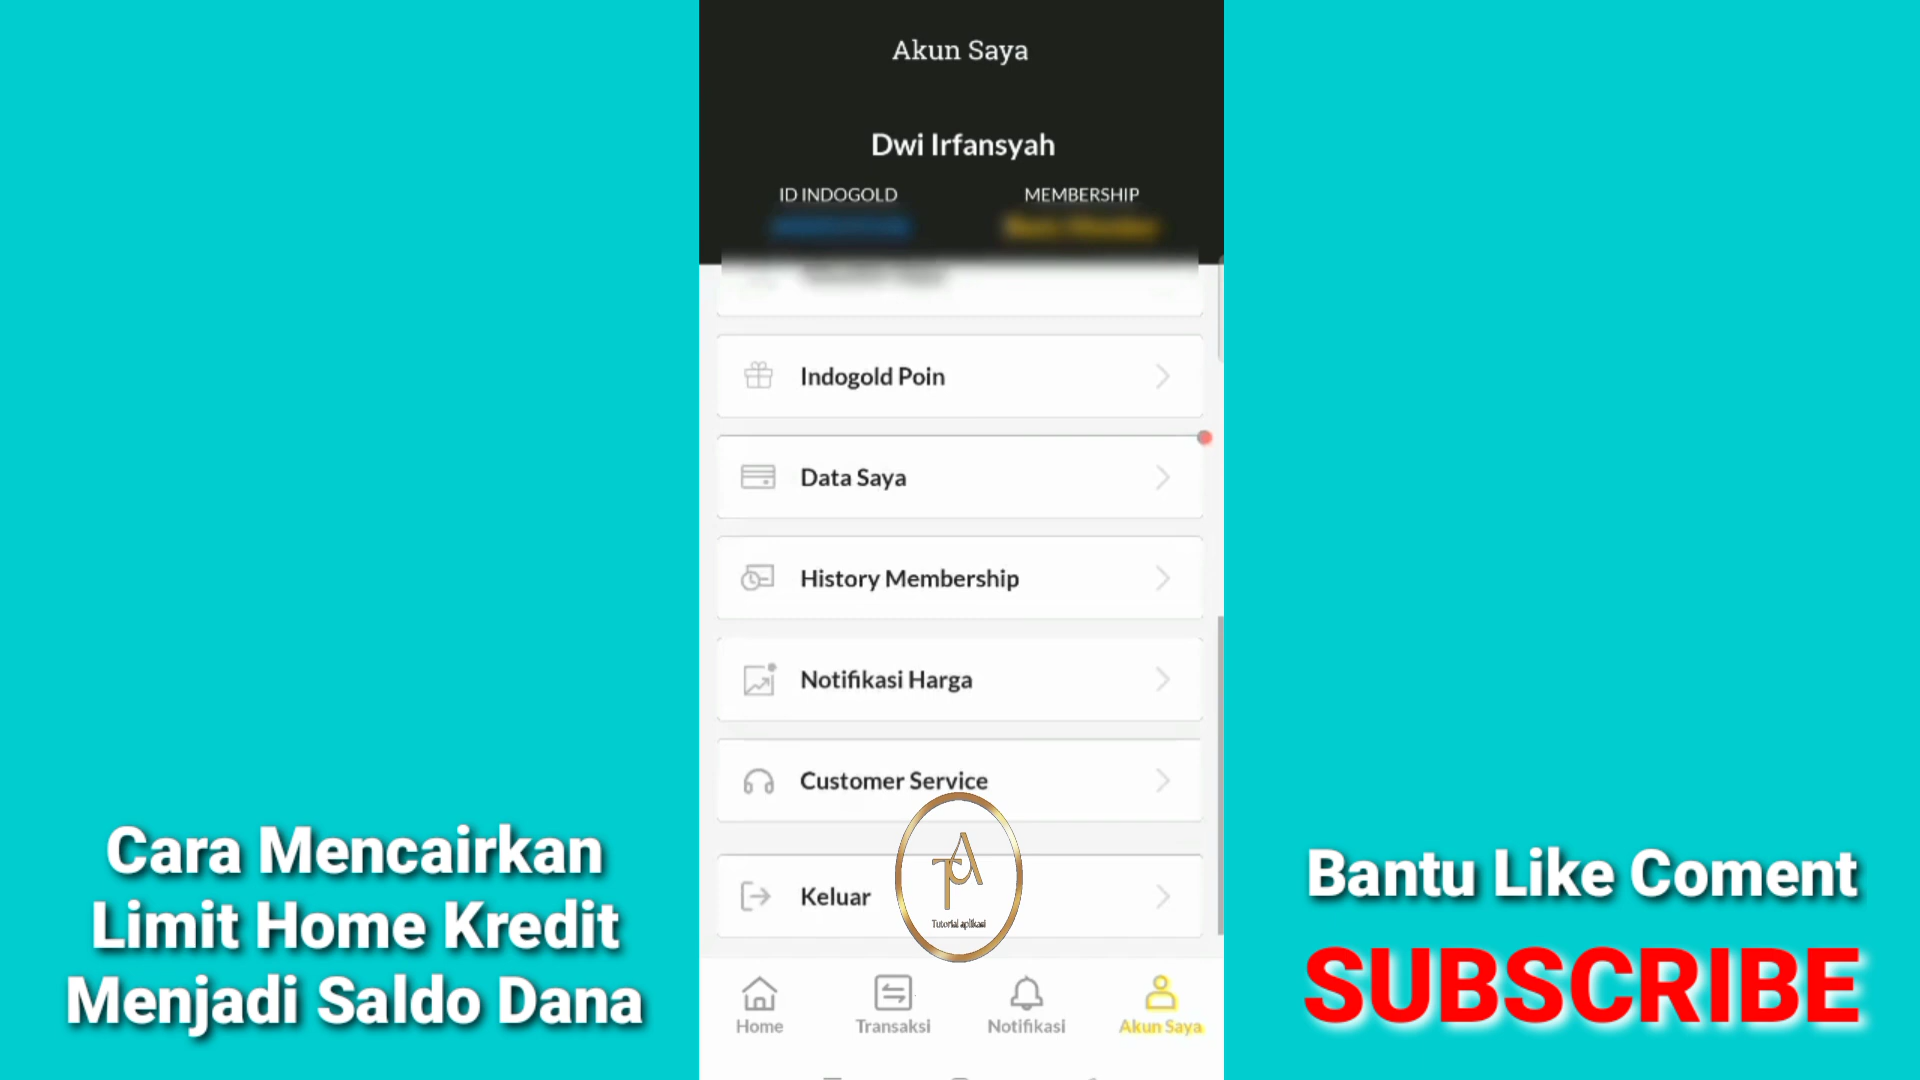 Akun Saya
Dwi Irfansyah
ID INDOGOLD
MEMBERSHIP
Indogold Poin
Data Saya
History Membership
Notifikasi Harga
Customer Service
Keluar
TA
Tutorial aplikasi
Home
Transaksi
Notifikasi
Akun Saya
Cara Mencairkan
Limit Home Kredit
Menjadi Saldo Dana
Bantu Like Coment
SUBSCRIBE